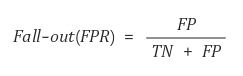 Fall-out(FPR) = FP / TN + FP